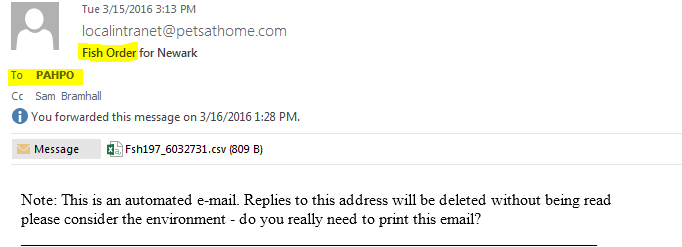 Tue 3/15/2016 3:13 PM
localintranet@petsathome.com
Fish Order for Newark
To PAHPO
Cc Sam Bramhall
You forwarded this message on 3/16/2016 1:28 PM.
Message Fsh197_6032731.csv (809 B)
Note: This is an automated e-mail. Replies to this address will be deleted without being read
please consider the environment - do you really need to print this email?